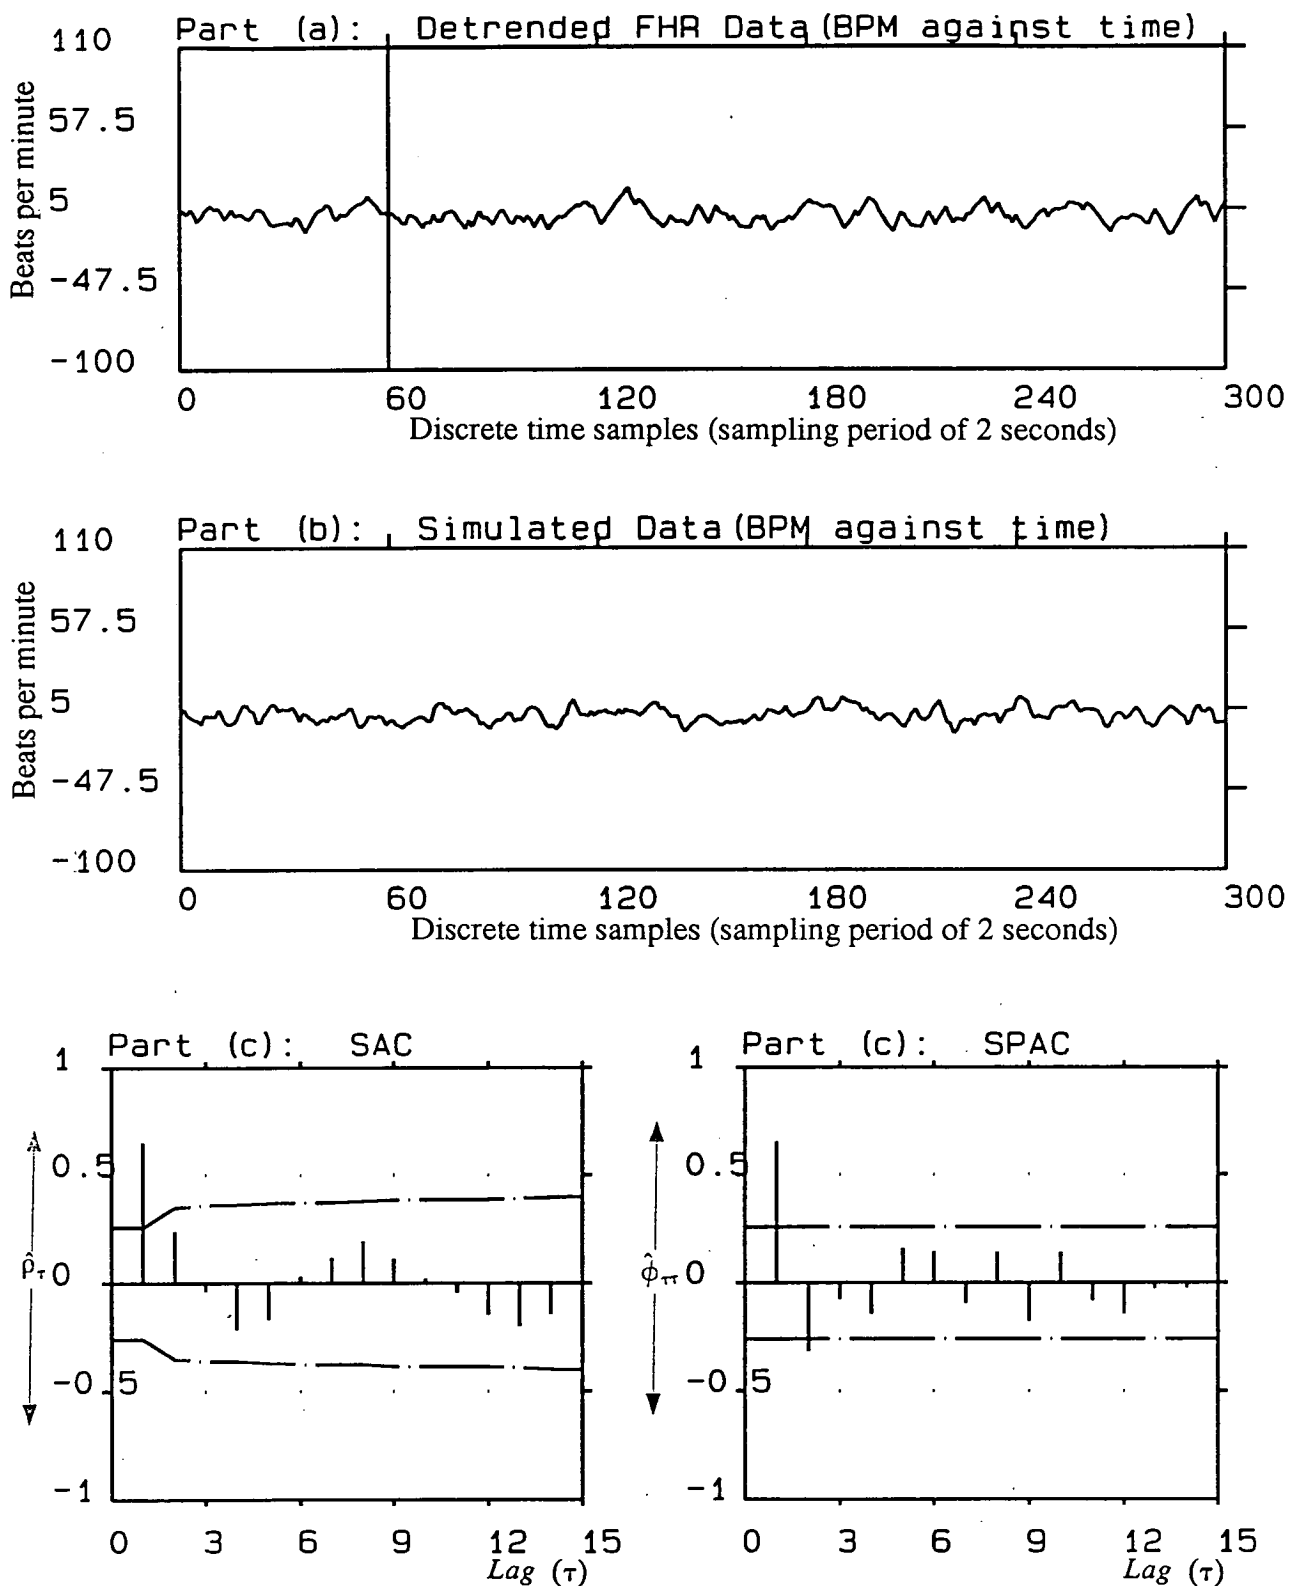 Part (a): Detrended FHR Data (BPM against time)
110
57.5
5
-47.5
-100
Beats per minute
0 60 120 180 240 300
Discrete time samples (sampling period of 2 seconds)
Part (b): Simulated Data (BPM against time)
110
57.5
5
-47.5
-100
Beats per minute
0 60 120 180 240 300
Discrete time samples (sampling period of 2 seconds)
Part (c): SAC
1
0.5
0
-0.5
-1
ρ̂τ
0 3 6 9 12 15
Lag (τ)
Part (c): SPAC
1
0.5
0
-0.5
-1
ϕ̂ττ
0 3 6 9 12 15
Lag (τ)